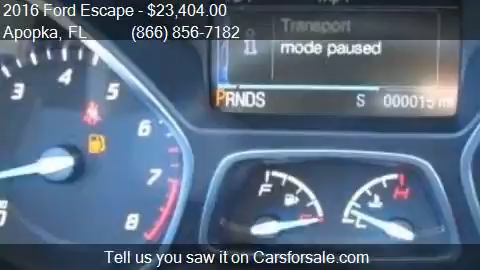 2016 Ford Escape - $23,404.00
Apopka, FL (866) 856-7182
Transport
mode paused
PRNDS S 000015 mi
3 4 5 6 7 8
F H
C
Tell us you saw it on Carsforsale.com